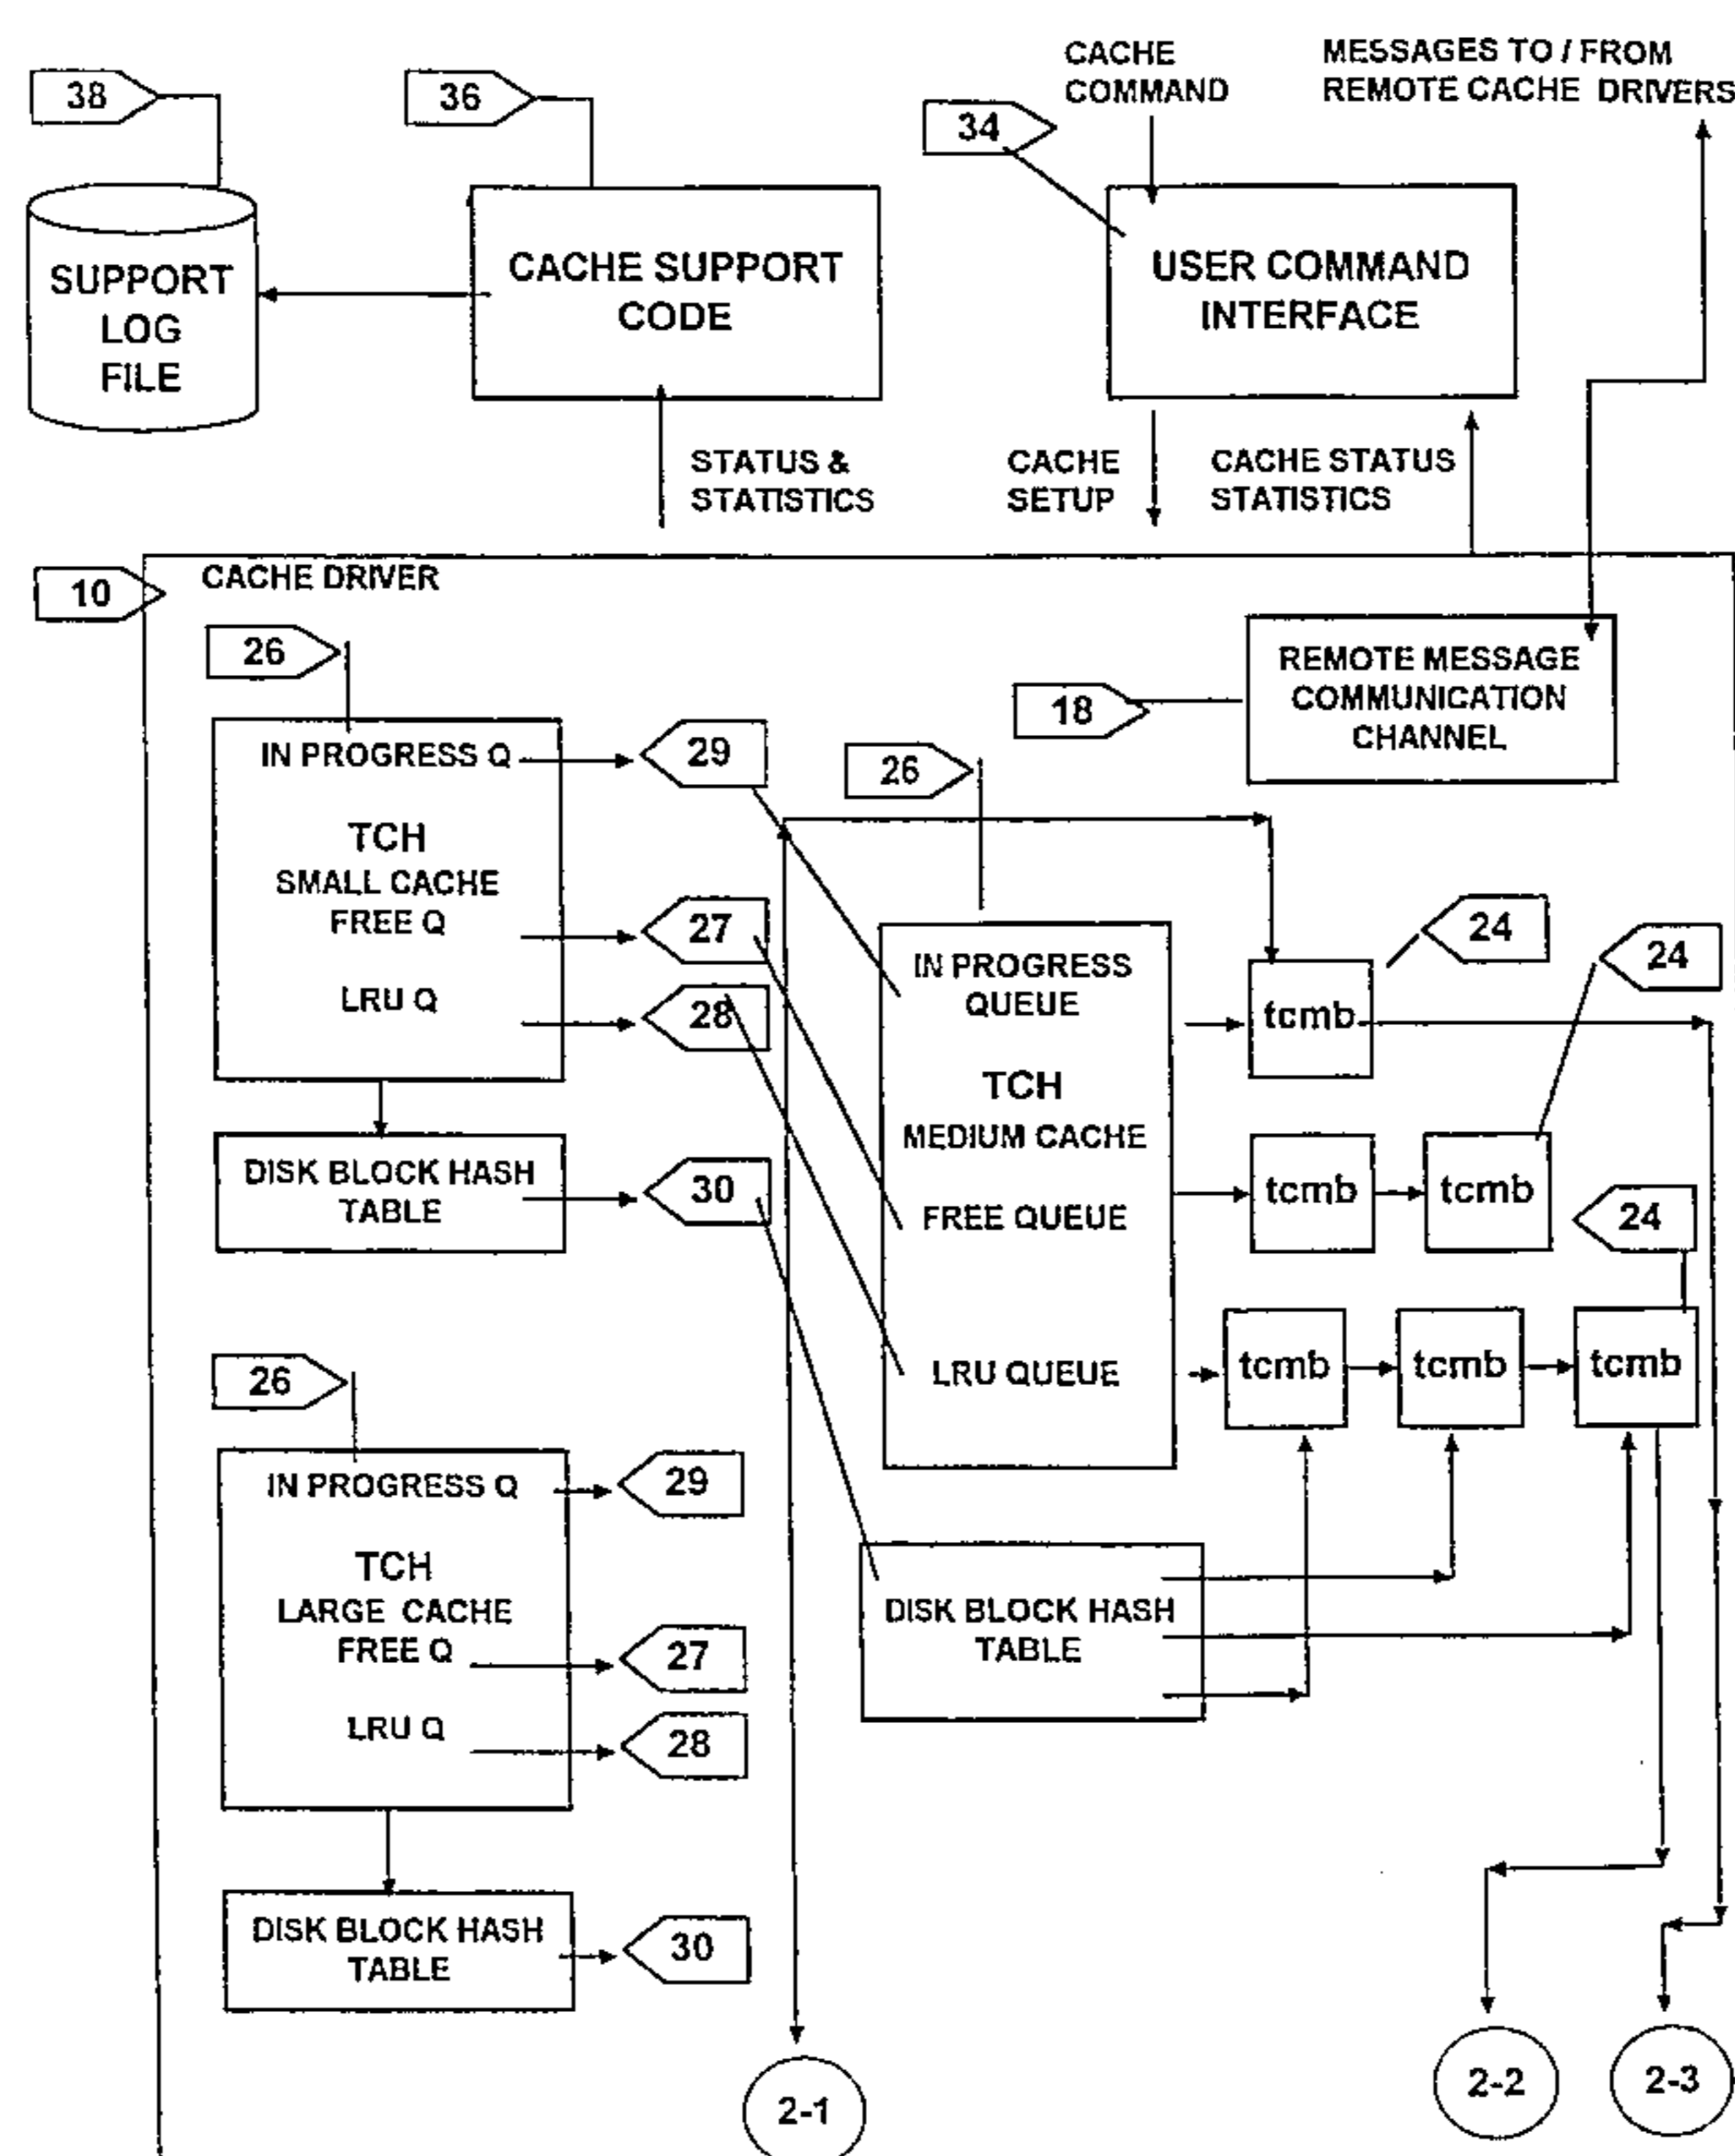 CACHE
COMMAND
MESSAGES TO / FROM
REMOTE CACHE DRIVERS
38
36
34
SUPPORT
LOG
FILE
CACHE SUPPORT
CODE
USER COMMAND
INTERFACE
STATUS &
STATISTICS
CACHE
SETUP
CACHE STATUS
STATISTICS
10
CACHE DRIVER
26
REMOTE MESSAGE
COMMUNICATION
CHANNEL
18
IN PROGRESS Q
29
26
TCH
SMALL CACHE
FREE Q
27
LRU Q
28
IN PROGRESS
QUEUE
TCH
MEDIUM CACHE
FREE QUEUE
LRU QUEUE
24
24
tcmb
tcmb
tcmb
24
tcmb
tcmb
tcmb
DISK BLOCK HASH
TABLE
30
26
IN PROGRESS Q
29
TCH
LARGE CACHE
FREE Q
27
LRU Q
28
DISK BLOCK HASH
TABLE
DISK BLOCK HASH
TABLE
30
2-1
2-2
2-3